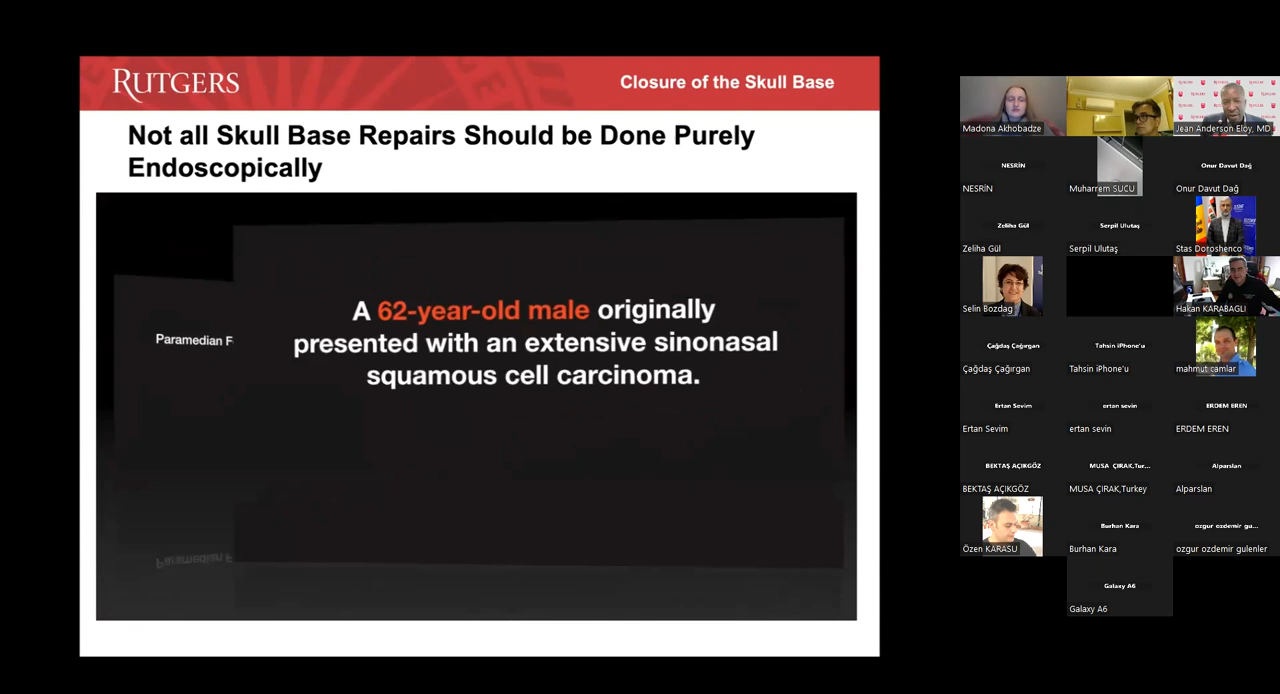 RUTGERS
Closure of the Skull Base
Not all Skull Base Repairs Should be Done Purely
Endoscopically
Paramedian F
A 62-year-old male originally
presented with an extensive sinonasal
squamous cell carcinoma.
Paramedian F
Madona Akhobadze
Jean Anderson Eloy, MD
NESRİN
NESRİN
Muharrem SUCU
Onur Davut Dağ
Onur Davut Dağ
Zeliha Gül
Zeliha Gül
Serpil Ulutaş
Serpil Ulutaş
Stas Doroshenco
Selin Bozdag
Hakan KARABAGLI
Çağdaş Çağırgan
Çağdaş Çağırgan
Tahsin iPhone'u
Tahsin iPhone'u
mahmut camlar
Ertan Sevim
Ertan Sevim
ertan sevin
ertan sevin
ERDEM EREN
ERDEM EREN
BEKTAŞ AÇIKGÖZ
BEKTAŞ AÇIKGÖZ
MUSA ÇIRAK,Tur...
MUSA ÇIRAK,Turkey
Alparslan
Alparslan
Özen KARASU
Burhan Kara
Burhan Kara
ozgur ozdemir gu...
ozgur ozdemir gulenler
Galaxy A6
Galaxy A6